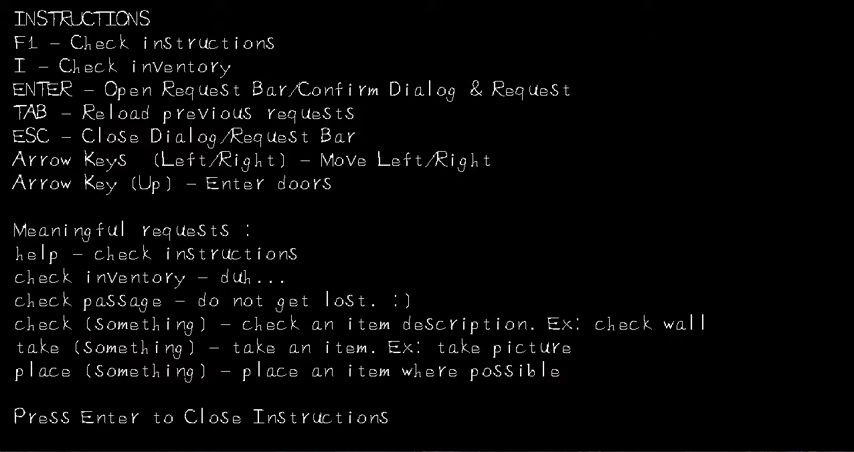 INSTRUCTIONS
F1 - Check instructions
I - Check inventory
ENTER - Open Request Bar/Confirm Dialog & Request
TAB - Reload previous requests
ESC - Close Dialog/Request Bar
Arrow Keys (Left/Right) - Move Left/Right
Arrow Key (Up) - Enter doors
Meaningful requests :
help - check instructions
check inventory - duh...
check passage - do not get lost. :)
check (something) - check an item description. Ex: check wall
take (something) - take an item. Ex: take picture
place (something) - place an item where possible
Press Enter to Close Instructions